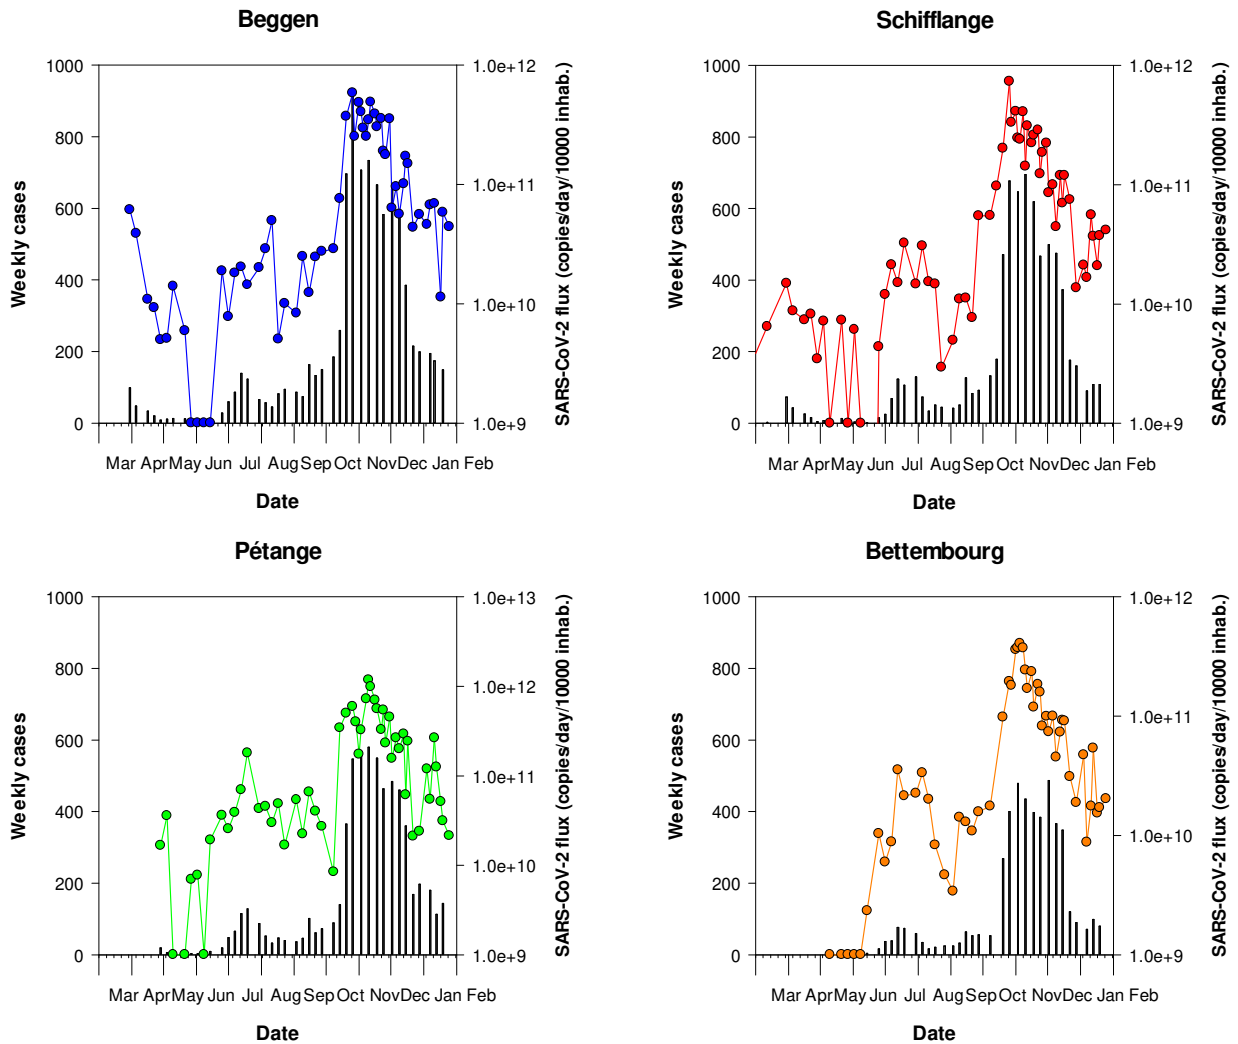 Beggen
Schifflange
1000
800
600
400
200
0
Weekly cases
1.0e+12
1.0e+11
1.0e+10
1.0e+9
SARS-CoV-2 flux (copies/day/10000 inhab.)
Mar Apr May Jun Jul Aug Sep Oct Nov Dec Jan Feb
Date
1000
800
600
400
200
0
Weekly cases
1.0e+12
1.0e+11
1.0e+10
1.0e+9
SARS-CoV-2 flux (copies/day/10000 inhab.)
Mar Apr May Jun Jul Aug Sep Oct Nov Dec Jan Feb
Date
Pétange
Bettembourg
1000
800
600
400
200
0
Weekly cases
1.0e+13
1.0e+12
1.0e+11
1.0e+10
1.0e+9
SARS-CoV-2 flux (copies/day/10000 inhab.)
Mar Apr May Jun Jul Aug Sep Oct Nov Dec Jan Feb
Date
1000
800
600
400
200
0
Weekly cases
1.0e+12
1.0e+11
1.0e+10
1.0e+9
SARS-CoV-2 flux (copies/day/10000 inhab.)
Mar Apr May Jun Jul Aug Sep Oct Nov Dec Jan Feb
Date